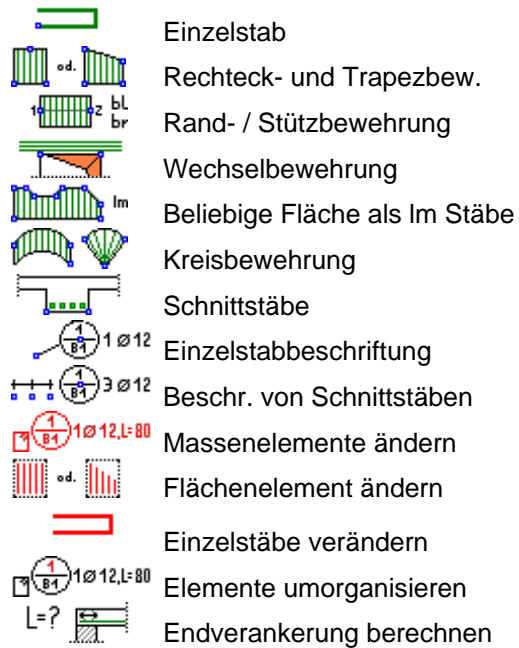 Einzelstab
od. Rechteck- und Trapezbew.
1 2 bL br Rand- / Stützbewehrung
Wechselbewehrung
lm Beliebige Fläche als lm Stäbe
Kreisbewehrung
Schnittstäbe
1 B1 1 ø 12 Einzelstabbeschriftung
1 B1 3 ø 12 Beschr. von Schnittstäben
1 B1 1ø12,L=80 Massenelemente ändern
od. Flächenelement ändern
Einzelstäbe verändern
1 B1 1ø12,L=80 Elemente umorganisieren
L=? Endverankerung berechnen